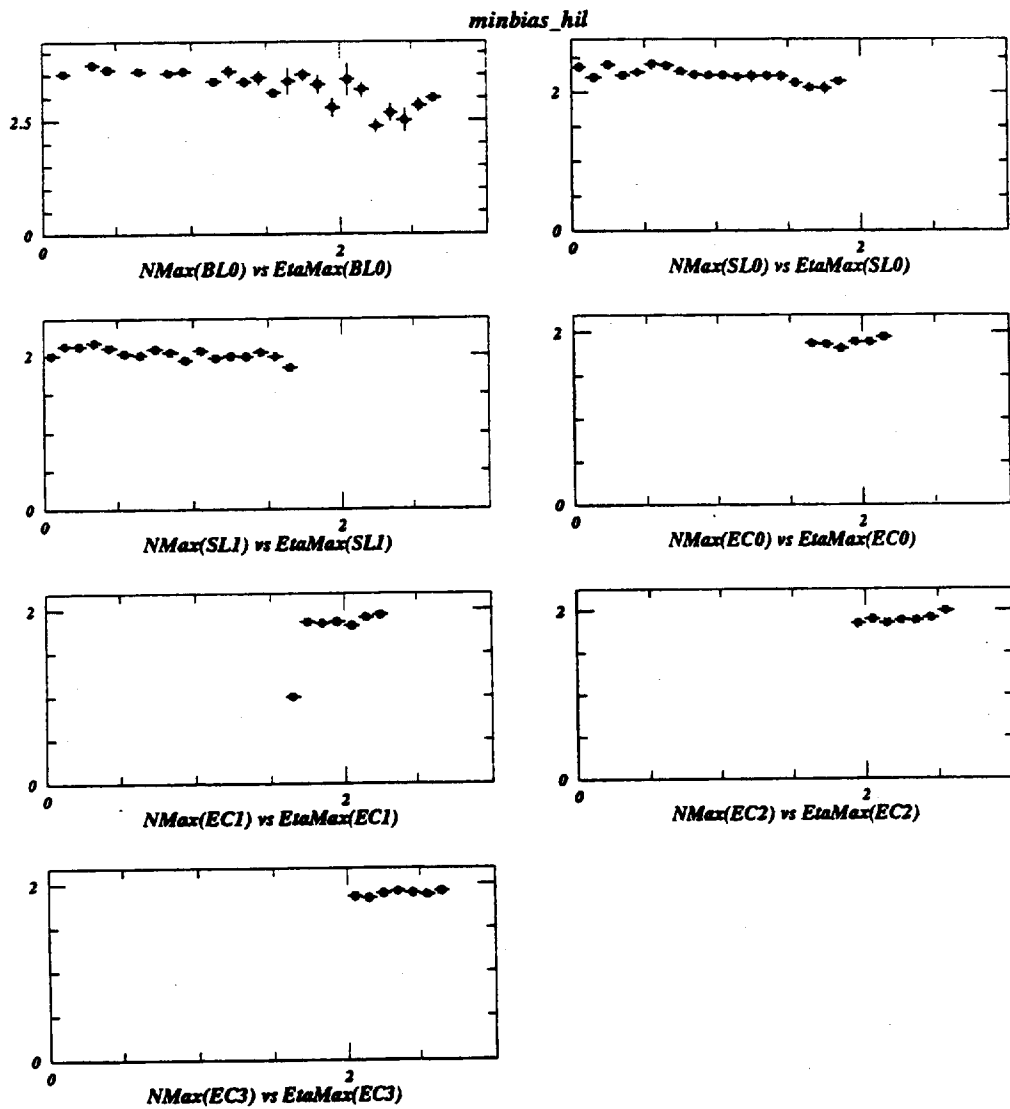 minbias_hil
2.5
0
0 2
NMax(BL0) vs EtaMax(BL0)
2
0
0 2
NMax(SL0) vs EtaMax(SL0)
2
0
0 2
NMax(SL1) vs EtaMax(SL1)
2
0
0 2
NMax(EC0) vs EtaMax(EC0)
2
0
0 2
NMax(EC1) vs EtaMax(EC1)
2
0
0 2
NMax(EC2) vs EtaMax(EC2)
2
0
0 2
NMax(EC3) vs EtaMax(EC3)